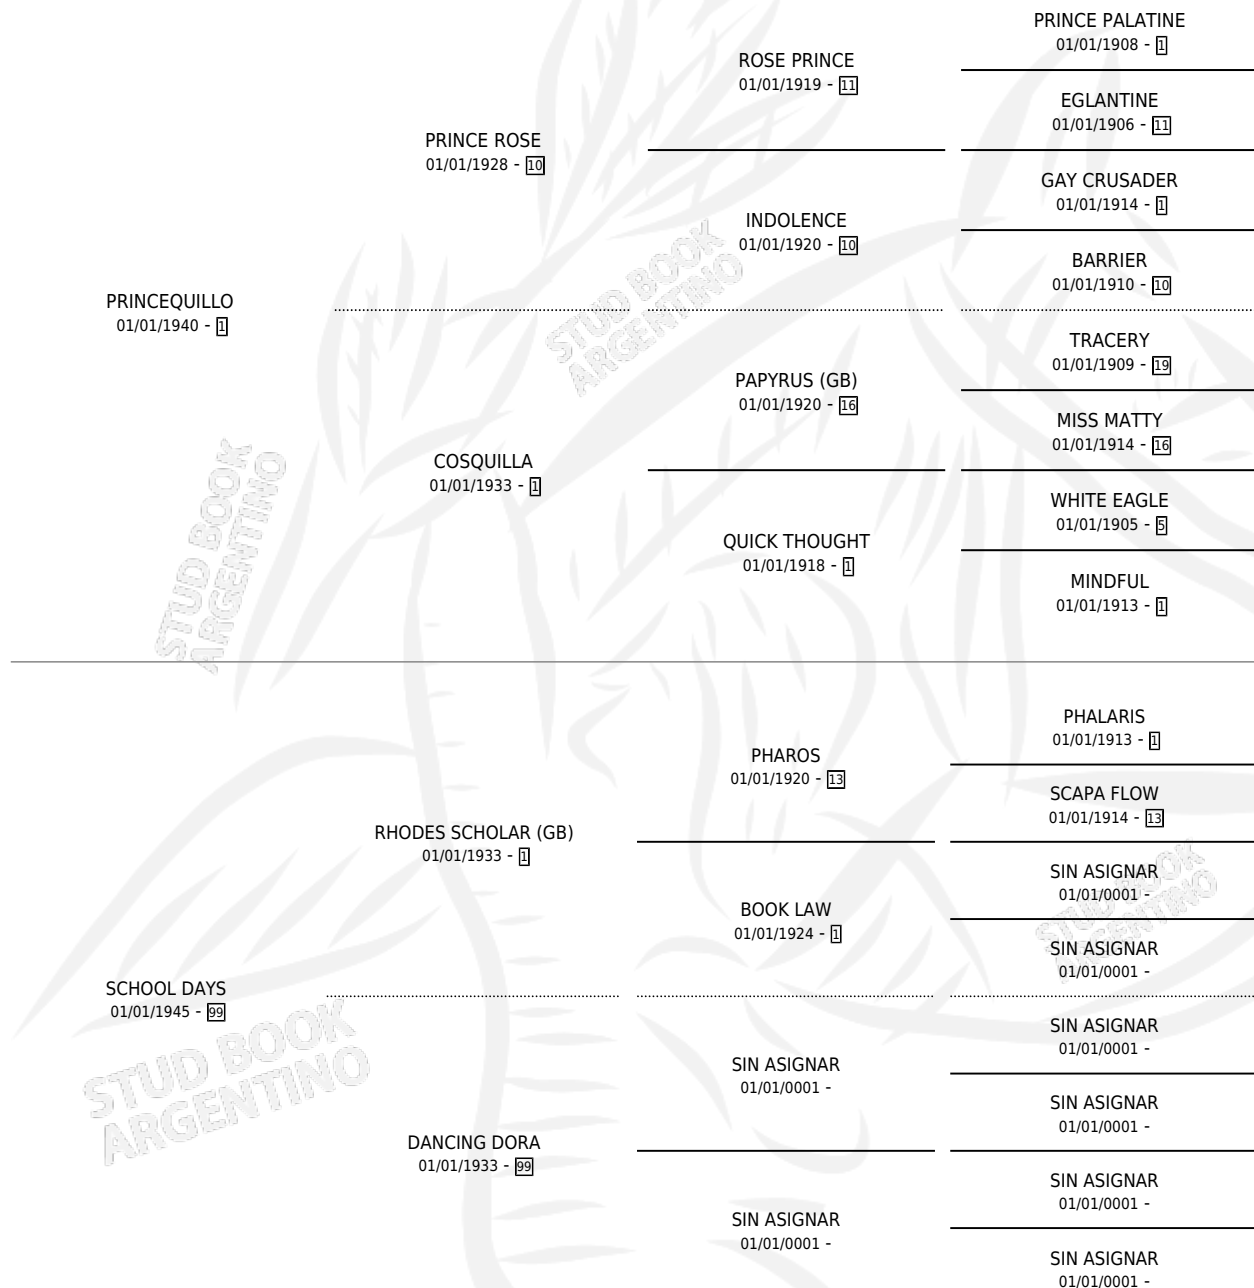 PRINCE PALATINE
01/01/1908 - 1
ROSE PRINCE
01/01/1919 - 11
EGLANTINE
01/01/1906 - 11
PRINCE ROSE
01/01/1928 - 10
GAY CRUSADER
01/01/1914 - 1
INDOLENCE
01/01/1920 - 10
BARRIER
01/01/1910 - 10
PRINCEQUILLO
01/01/1940 - 1
TRACERY
01/01/1909 - 19
PAPYRUS (GB)
01/01/1920 - 16
MISS MATTY
01/01/1914 - 16
COSQUILLA
01/01/1933 - 1
WHITE EAGLE
01/01/1905 - 5
QUICK THOUGHT
01/01/1918 - 1
MINDFUL
01/01/1913 - 1
STUD BOOK
ARGENTINO
STUD BOOK
ARGENTINO
PHALARIS
01/01/1913 - 1
PHAROS
01/01/1920 - 13
SCAPA FLOW
01/01/1914 - 13
RHODES SCHOLAR (GB)
01/01/1933 - 1
SIN ASIGNAR
01/01/0001 -
BOOK LAW
01/01/1924 - 1
SIN ASIGNAR
01/01/0001 -
SCHOOL DAYS
01/01/1945 - 99
SIN ASIGNAR
01/01/0001 -
SIN ASIGNAR
01/01/0001 -
SIN ASIGNAR
01/01/0001 -
DANCING DORA
01/01/1933 - 99
SIN ASIGNAR
01/01/0001 -
SIN ASIGNAR
01/01/0001 -
SIN ASIGNAR
01/01/0001 -
STUD BOOK
ARGENTINO
STUD BOOK
ARGENTINO